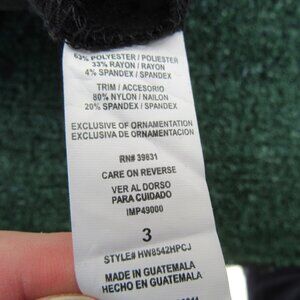 63% POLYESTER / POLIESTER
33% RAYON / RAYON
4% SPANDEX / SPANDEX
TRIM / ACCESORIO
80% NYLON / NAILON
20% SPANDEX / SPANDEX
EXCLUSIVE OF ORNAMENTATION
EXCLUSIVA DE ORNAMENTACIÓN
RN# 39831
CARE ON REVERSE
VER AL DORSO
PARA CUIDADO
IMP49000
3
STYLE# HW8542HPCJ
MADE IN GUATEMALA
HECHO EN GUATEMALA